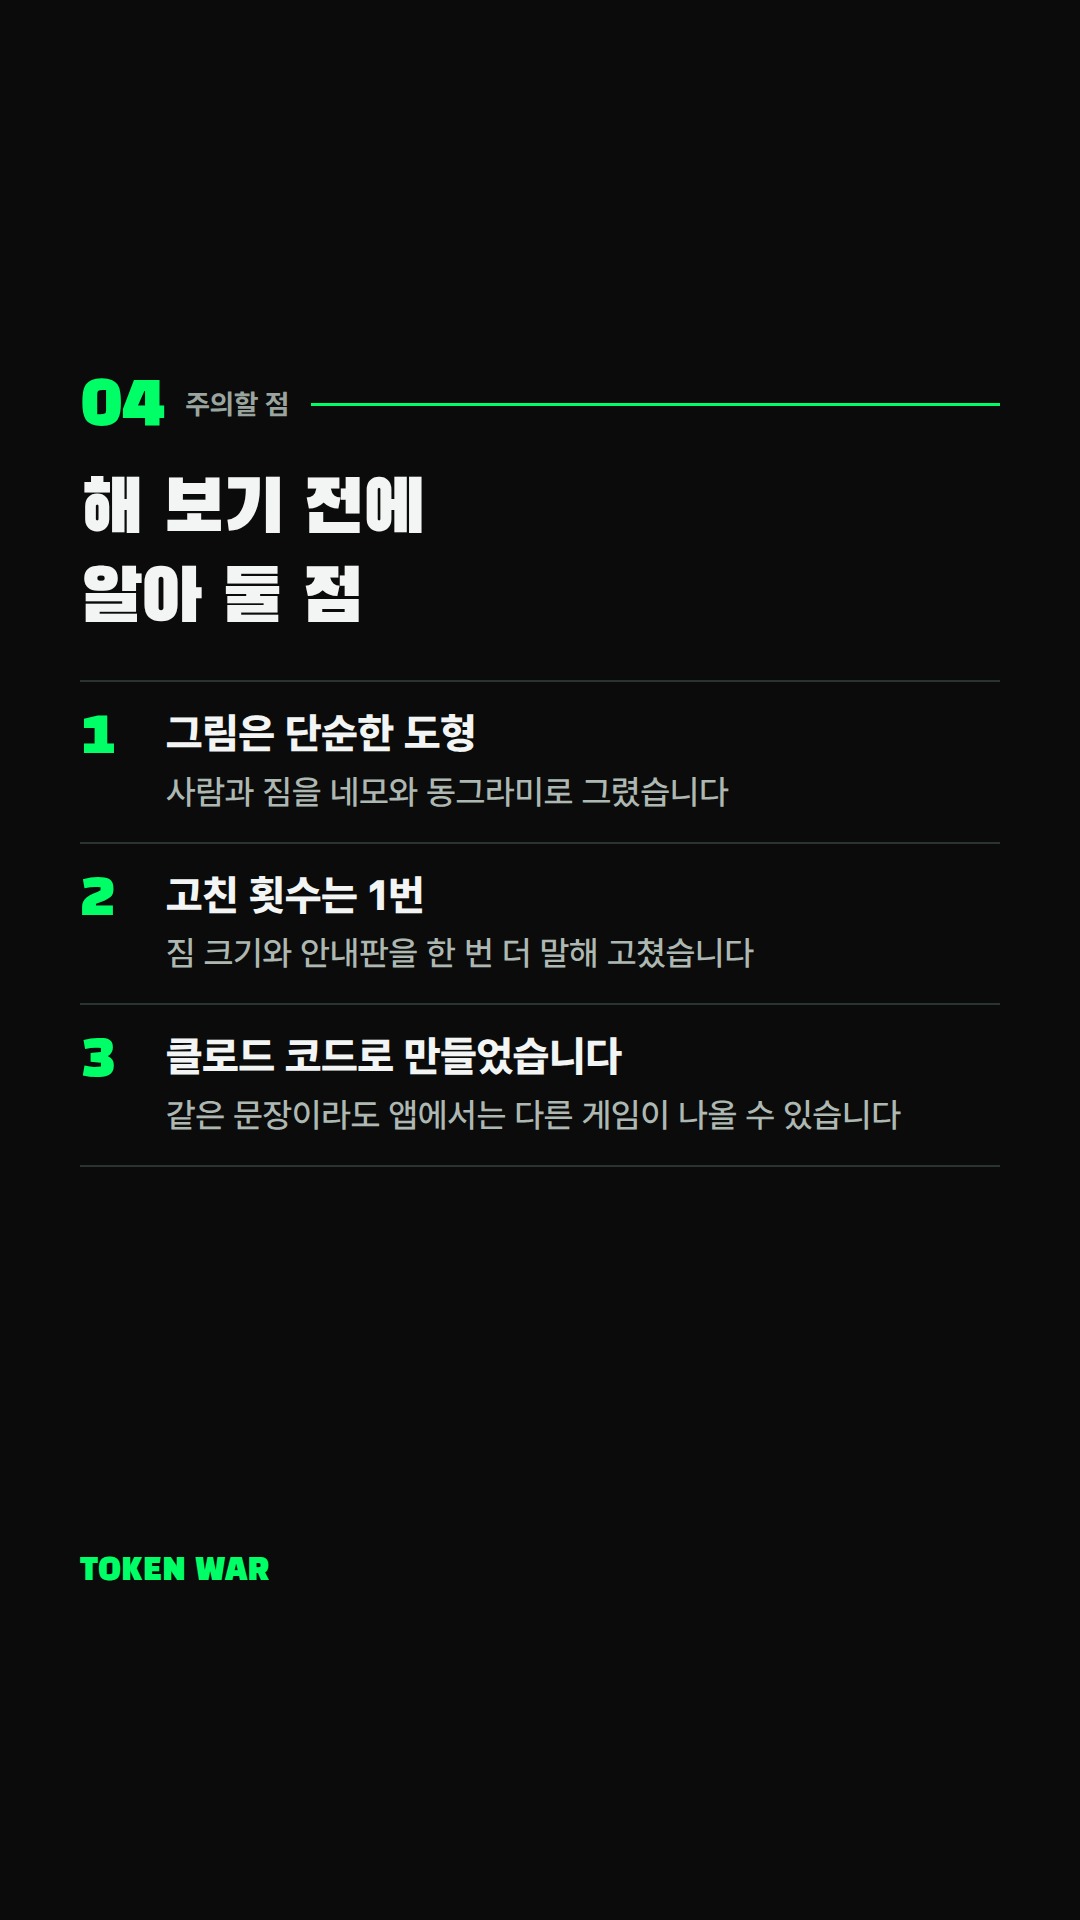 04 주의할 점
해 보기 전에
알아 둘 점
1 그림은 단순한 도형
사람과 짐을 네모와 동그라미로 그렸습니다
2 고친 횟수는 1번
짐 크기와 안내판을 한 번 더 말해 고쳤습니다
3 클로드 코드로 만들었습니다
같은 문장이라도 앱에서는 다른 게임이 나올 수 있습니다
TOKEN WAR